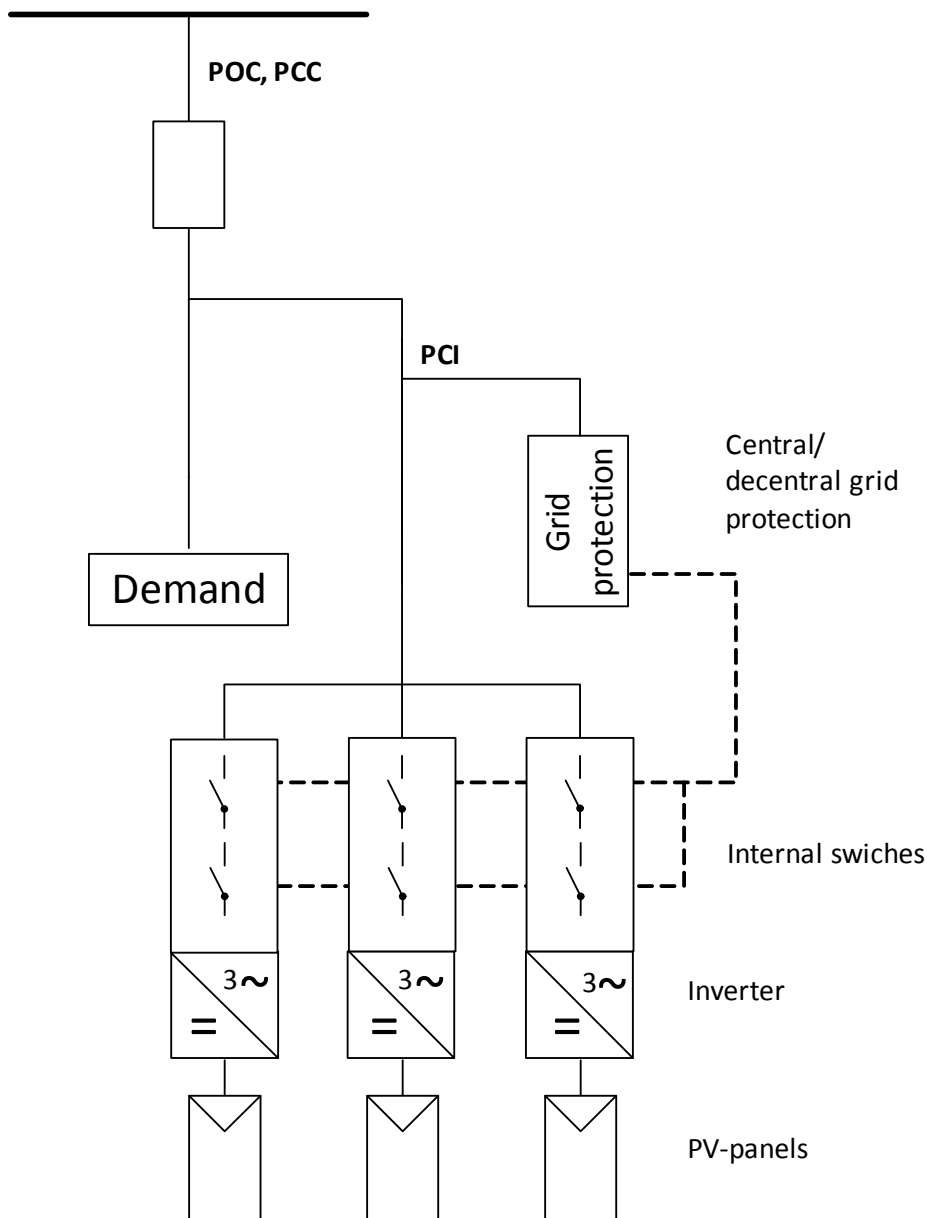 POC, PCC
PCI
Grid
protection
Central/
decentral grid
protection
Demand
Internal swiches
3~
=
3~
=
3~
=
Inverter
PV-panels